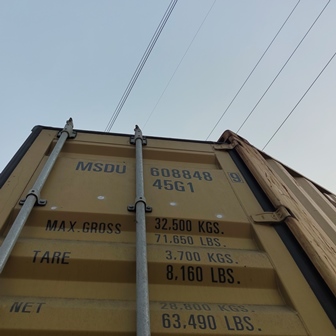 MSDU 608848 9
45G1
MAX.GROSS 32.500 KGS.
71.650 LBS.
TARE 3.700 KGS.
8.160 LBS.
NET 28.800 KGS.
63.490 LBS.